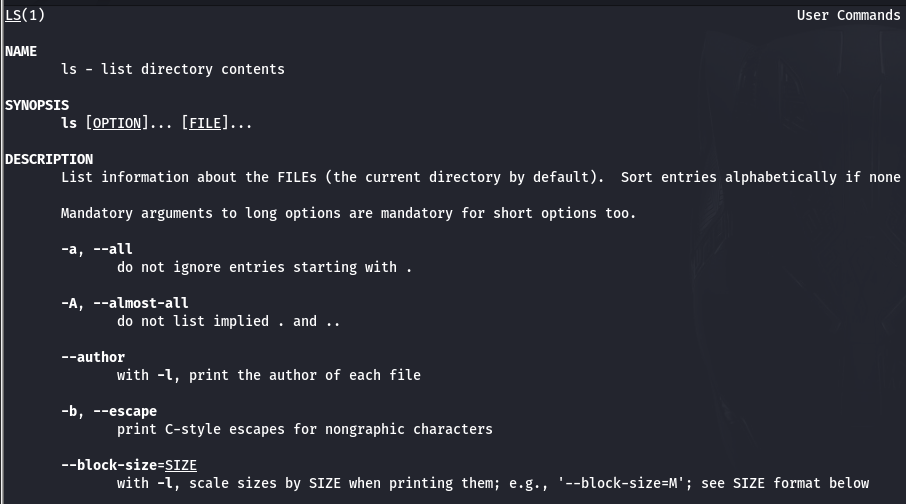 LS(1) User Commands
NAME
ls - list directory contents
SYNOPSIS
ls [OPTION]... [FILE]...
DESCRIPTION
List information about the FILEs (the current directory by default).  Sort entries alphabetically if none
Mandatory arguments to long options are mandatory for short options too.
-a, --all
do not ignore entries starting with .
-A, --almost-all
do not list implied . and ..
--author
with -l, print the author of each file
-b, --escape
print C-style escapes for nongraphic characters
--block-size=SIZE
with -l, scale sizes by SIZE when printing them; e.g., '--block-size=M'; see SIZE format below